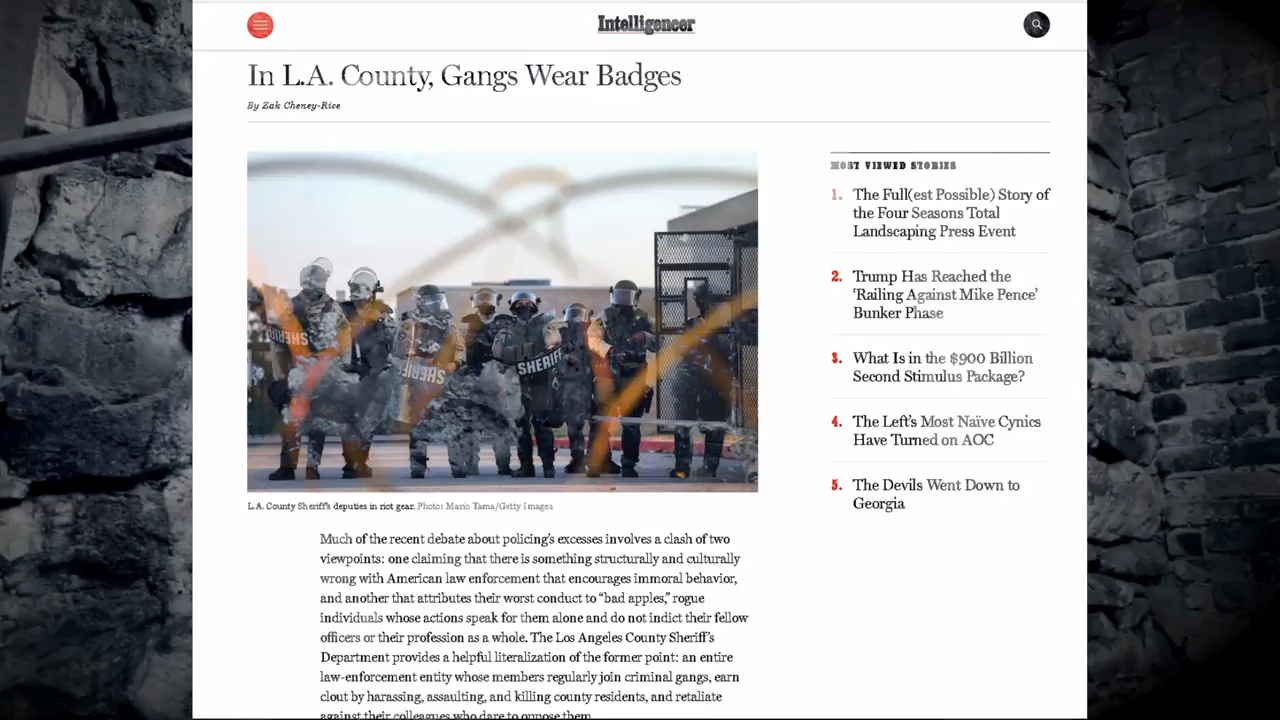 Intelligencer
In L.A. County, Gangs Wear Badges
By Zak Cheney-Rice
MOST VIEWED STORIES
1. The Full(est Possible) Story of
the Four Seasons Total
Landscaping Press Event
2. Trump Has Reached the
‘Railing Against Mike Pence’
Bunker Phase
3. What Is in the $900 Billion
Second Stimulus Package?
4. The Left’s Most Naïve Cynics
Have Turned on AOC
5. The Devils Went Down to
Georgia
SHERIFF
SHERIFF
SHERIFF
L.A. County Sheriff’s deputies in riot gear. Photo: Mario Tama/Getty Images
Much of the recent debate about policing’s excesses involves a clash of two
viewpoints: one claiming that there is something structurally and culturally
wrong with American law enforcement that encourages immoral behavior,
and another that attributes their worst conduct to “bad apples,” rogue
individuals whose actions speak for them alone and do not indict their fellow
officers or their profession as a whole. The Los Angeles County Sheriff’s
Department provides a helpful literalization of the former point: an entire
law-enforcement entity whose members regularly join criminal gangs, earn
clout by harassing, assaulting, and killing county residents, and retaliate
against their colleagues who dare to oppose them.